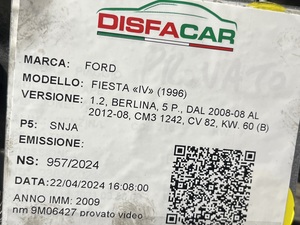 DISFACAR
MARCA: FORD
MODELLO: FIESTA «IV» (1996)
VERSIONE: 1.2, BERLINA, 5 P., DAL 2008-08 AL
2012-08, CM3 1242, CV 82, KW. 60 (B)
P5: SNJA
EMISSIONE:
NS: 957/2024
DATA:22/04/2024 16:08:00
ANNO IMM: 2009
nm 9M06427 provato video